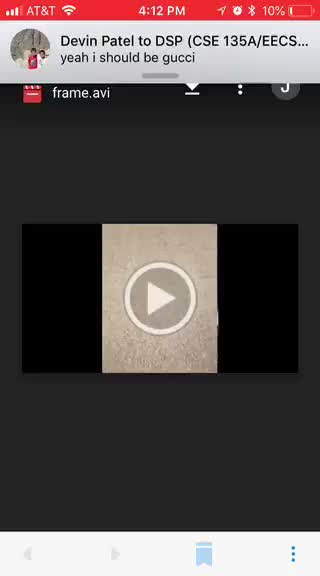 AT&T 4:12 PM 10%
Devin Patel to DSP (CSE 135A/EECS...
yeah i should be gucci
frame.avi
J